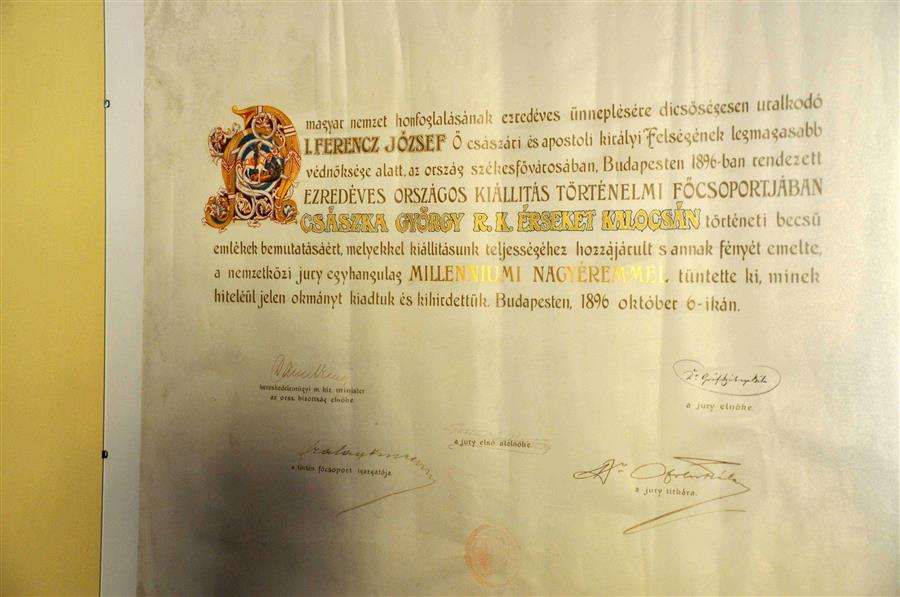 A magyar nemzet honfoglalásának ezredéves ünneplésére dicsőségesen uralkodó
I. FERENCZ JÓZSEF Ő császári és apostoli királyi Felségének legmagasabb
védnöksége alatt, az ország székesfővárosában, Budapesten 1896-ban rendezett
EZREDÉVES ORSZÁGOS KIÁLLITÁS TÖRTÉNELMI FŐCSOPORTJÁBAN
CSÁSZKA GYÖRGY R. K. ÉRSEKET KALOCSÁN történeti becsű
emlékek bemutatásáért, melyekkel kiállításunk teljességéhez hozzájárult s annak fényét emelte,
a nemzetközi jury egyhangulag MILLENNIUMI NAGYÉREMMEL tüntette ki, minek
hiteléül jelen okmányt kiadtuk és kihirdettük. Budapesten, 1896 október 6-ikán.
kereskedelemügyi m. kir. minister
az orsz. bizottság elnöke.
a jury elnöke.
a jury első alelnöke.
a történ. főcsoport igazgatója.
a jury titkára.